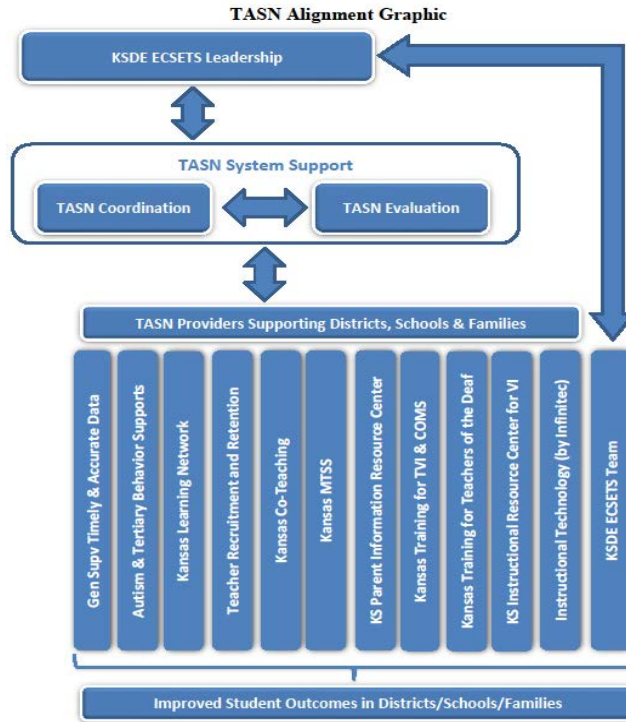 TASN Alignment Graphic
KSDE ECSETS Leadership
TASN System Support
TASN Coordination
TASN Evaluation
TASN Providers Supporting Districts, Schools & Families
Gen Supv Timely & Accurate Data
Autism & Tertiary Behavior Supports
Kansas Learning Network
Teacher Recruitment and Retention
Kansas Co-Teaching
Kansas MTSS
KS Parent Information Resource Center
Kansas Training for TVI & COMS
Kansas Training for Teachers of the Deaf
KS Instructional Resource Center for VI
Instructional Technology (by Infinitec)
KSDE ECSETS Team
Improved Student Outcomes in Districts/Schools/Families